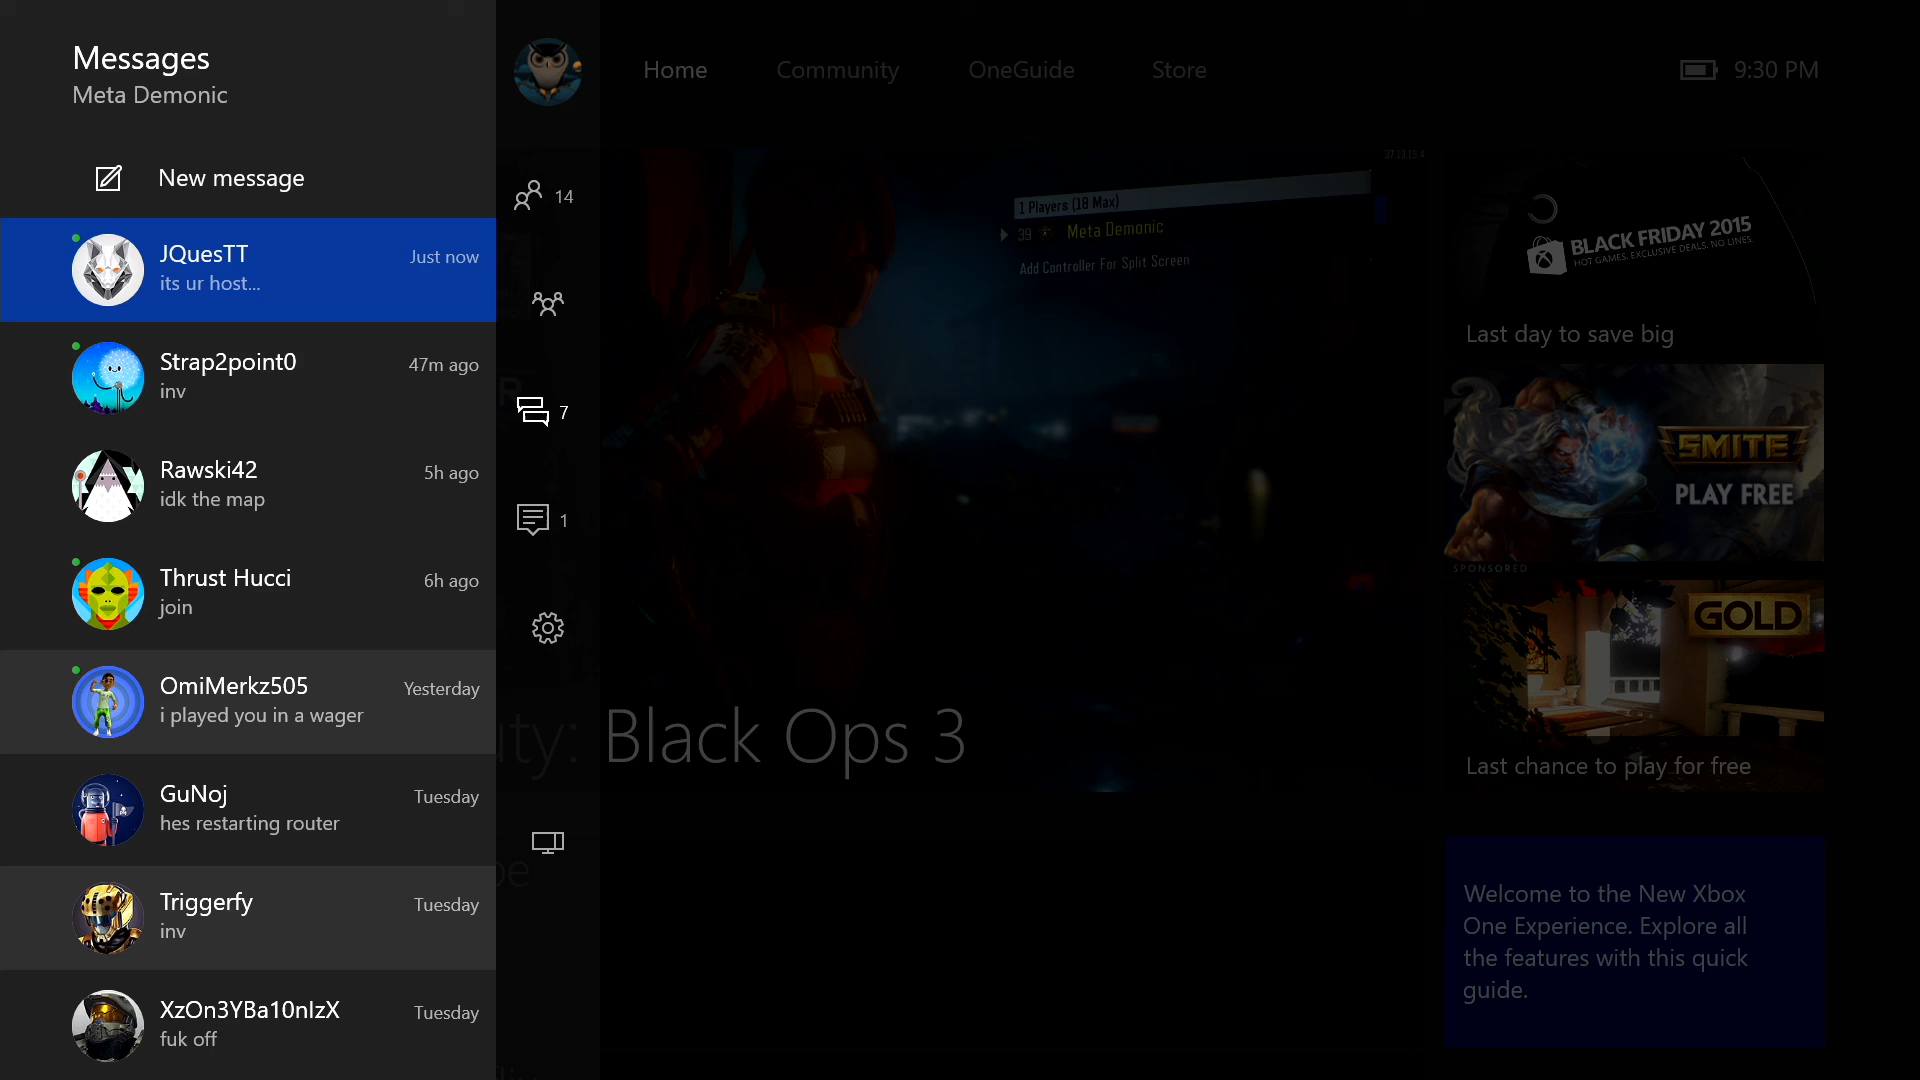 Messages
Meta Demonic
New message
JQuesTT
Just now
its ur host...
Strap2point0
47m ago
inv
Rawski42
5h ago
idk the map
Thrust Hucci
6h ago
join
OmiMerkz505
Yesterday
i played you in a wager
GuNoj
Tuesday
hes restarting router
Triggerfy
Tuesday
inv
XzOn3YBa10nIzX
Tuesday
fuk off
14
7
1
Home
Community
OneGuide
Store
9:30 PM
1 Players (18 Max)
39
Meta Demonic
Add Controller For Split Screen
uty: Black Ops 3
BLACK FRIDAY 2015
HOT GAMES. EXCLUSIVE DEALS. NO LINES.
Last day to save big
SMITE
PLAY FREE
SPONSORED
GOLD
Last chance to play for free
Welcome to the New Xbox
One Experience. Explore all
the features with this quick
guide.